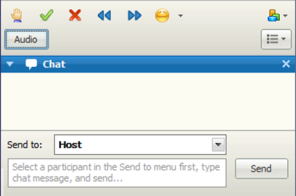 Audio
Chat
Send to: Host
Select a participant in the Send to menu first, type
chat message, and send...
Send